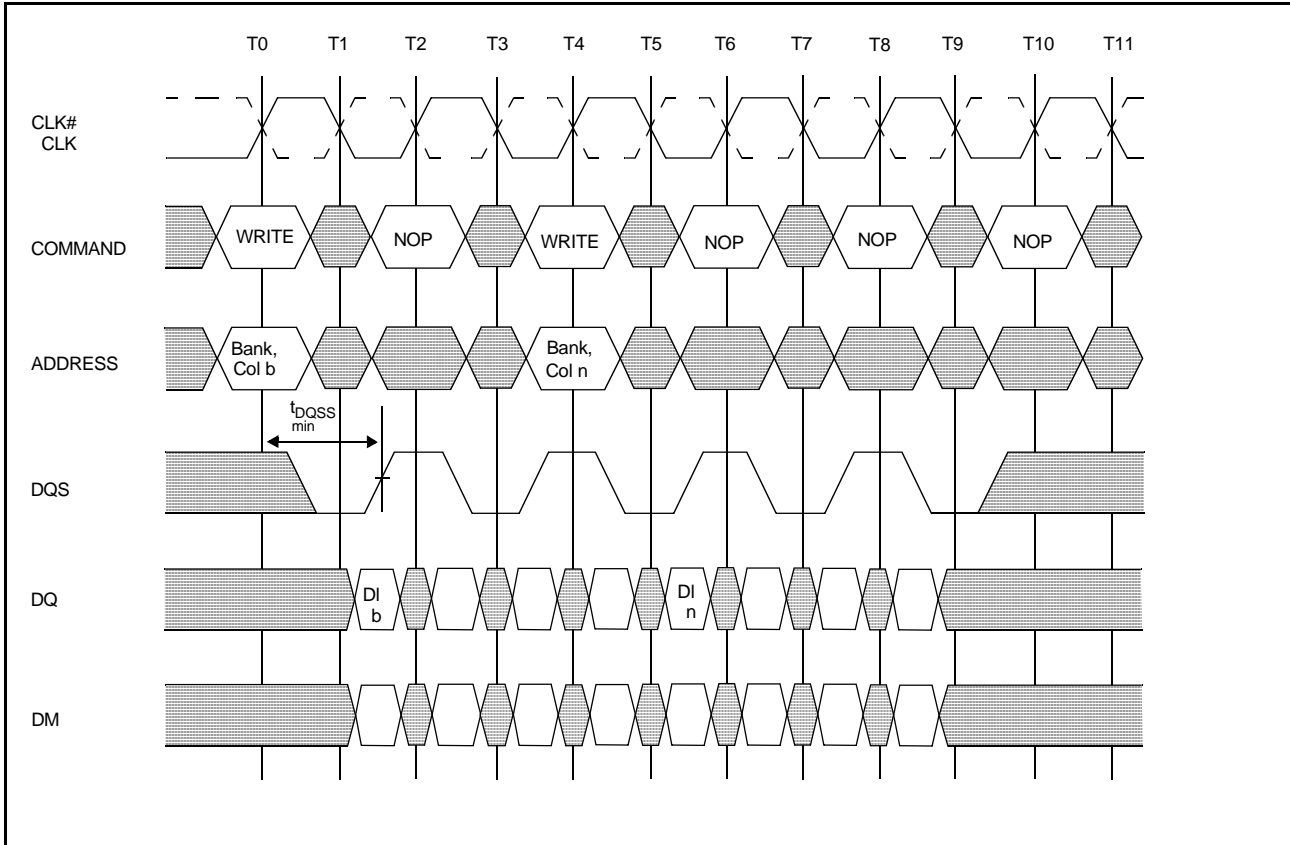 T0 T1 T2 T3 T4 T5 T6 T7 T8 T9 T10 T11
CLK#
CLK
COMMAND WRITE NOP WRITE NOP NOP NOP
ADDRESS
Bank,
Col b
Bank,
Col n
tDQSS
min
DQS
DQ
DI
b
DI
n
DM